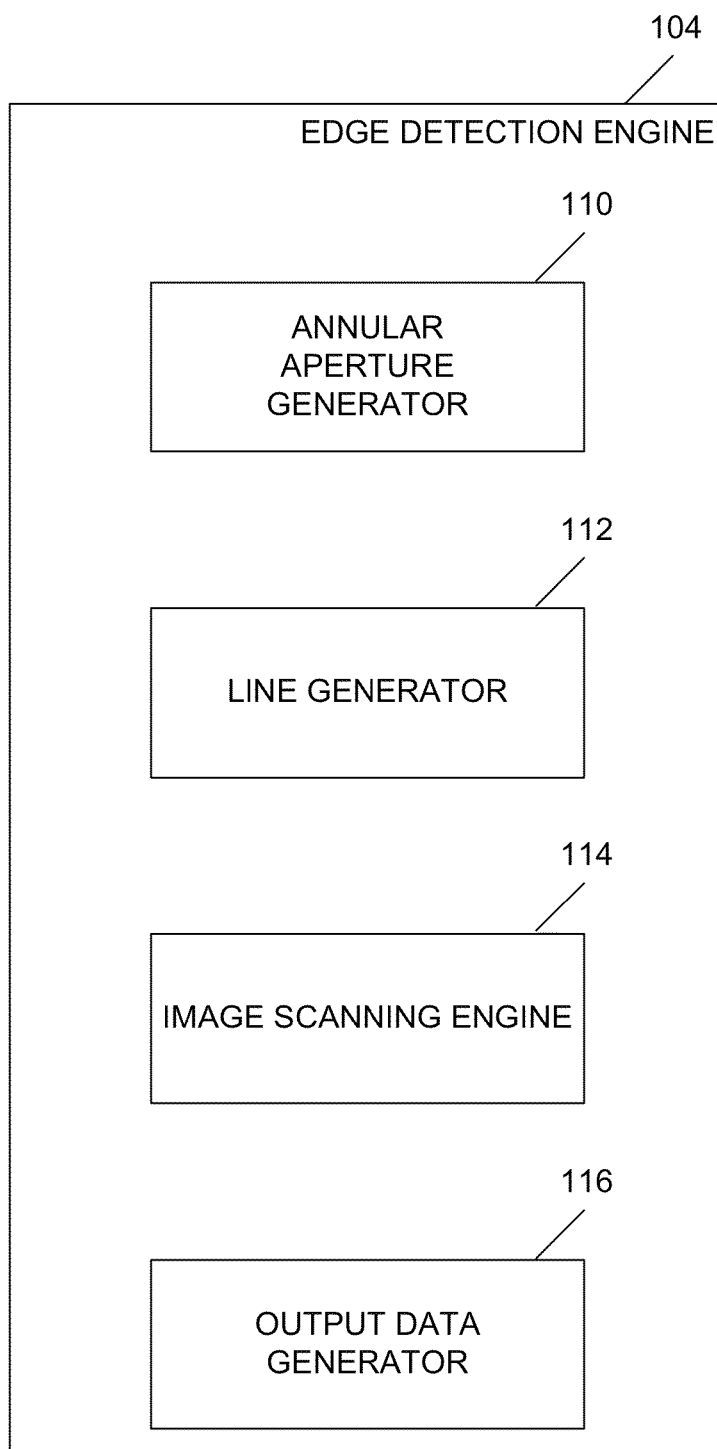 104
EDGE DETECTION ENGINE
110
ANNULAR
APERTURE
GENERATOR
112
LINE GENERATOR
114
IMAGE SCANNING ENGINE
116
OUTPUT DATA
GENERATOR